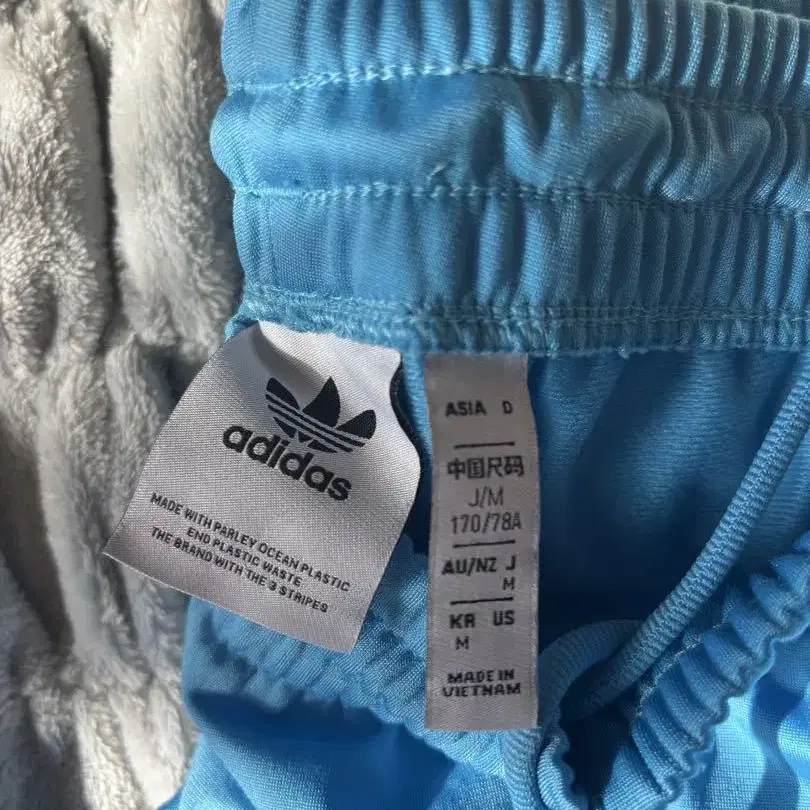 adidas
MADE WITH PARLEY OCEAN PLASTIC
END PLASTIC WASTE
THE BRAND WITH THE 3 STRIPES
ASIA D
中国尺码
J/M
170/78A
AU/NZ J
M
KR US
M
MADE IN
VIETNAM